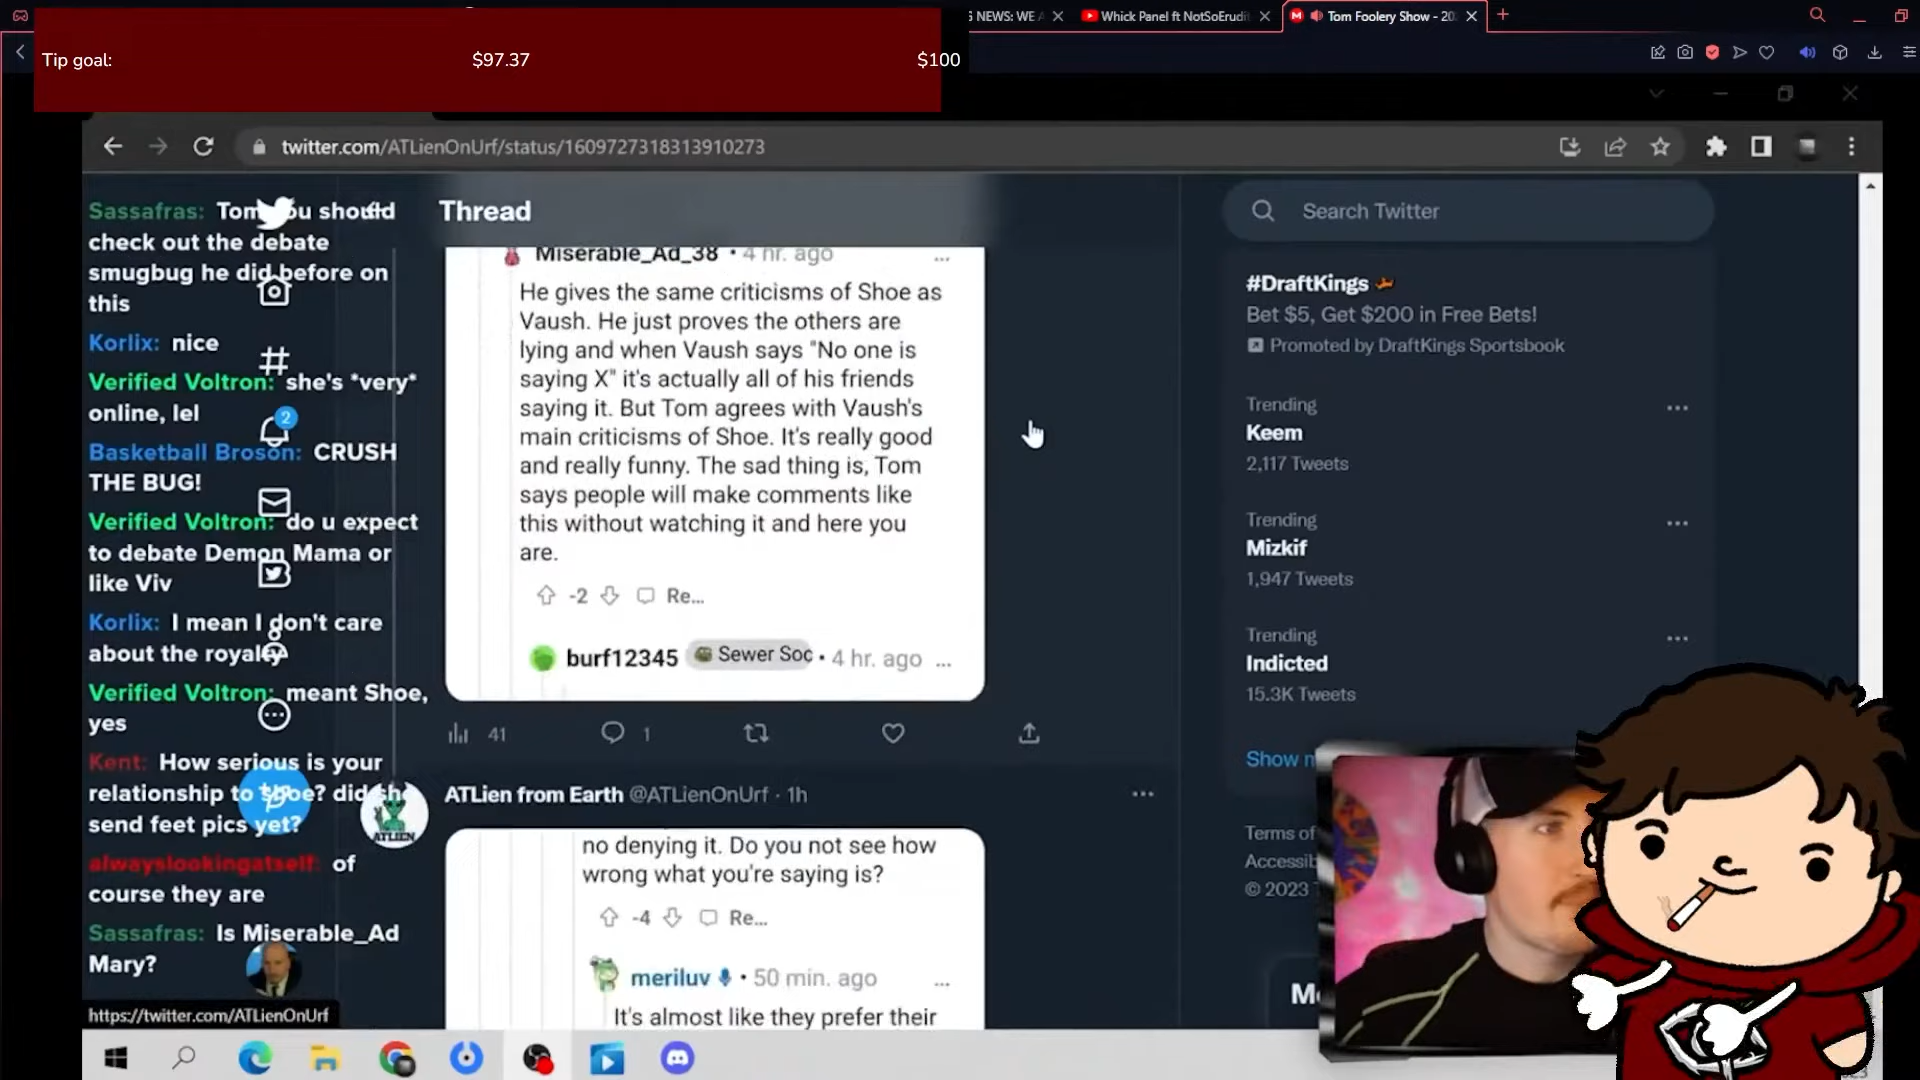 NEWS: WE A
Whick Panel ft NotSoErudit
Tom Foolery Show - 20
Tip goal:
$97.37
$100
twitter.com/ATLienOnUrf/status/1609727318313910273
Sassafras: Tom you should
check out the debate
smugbug he did before on
this
Korlix: nice
Verified Voltron: she's *very*
online, lel
Basketball Broson: CRUSH
THE BUG!
Verified Voltron: do u expect
to debate Demon Mama or
like Viv
Korlix: I mean I don't care
about the royalty
Verified Voltron: meant Shoe,
yes
Kent: How serious is your
relationship to shoe? did she
send feet pics yet?
alwayslookingatself: of
course they are
Sassafras: Is Miserable_Ad
Mary?
2
ATLIEN
https://twitter.com/ATLienOnUrf
Thread
Miserable_Ad_38 • 4 hr. ago
...
He gives the same criticisms of Shoe as
Vaush. He just proves the others are
lying and when Vaush says "No one is
saying X" it's actually all of his friends
saying it. But Tom agrees with Vaush's
main criticisms of Shoe. It's really good
and really funny. The sad thing is, Tom
says people will make comments like
this without watching it and here you
are.
-2
Re...
burf12345
Sewer Soc
• 4 hr. ago
...
41
1
ATLien from Earth @ATLienOnUrf · 1h
no denying it. Do you not see how
wrong what you're saying is?
-4
Re...
meriluv • 50 min. ago
...
It's almost like they prefer their
Search Twitter
#DraftKings
Bet $5, Get $200 in Free Bets!
Promoted by DraftKings Sportsbook
Trending
Keem
2,117 Tweets
Trending
Mizkif
1,947 Tweets
Trending
Indicted
15.3K Tweets
Show
Terms of
Accessib
© 2023